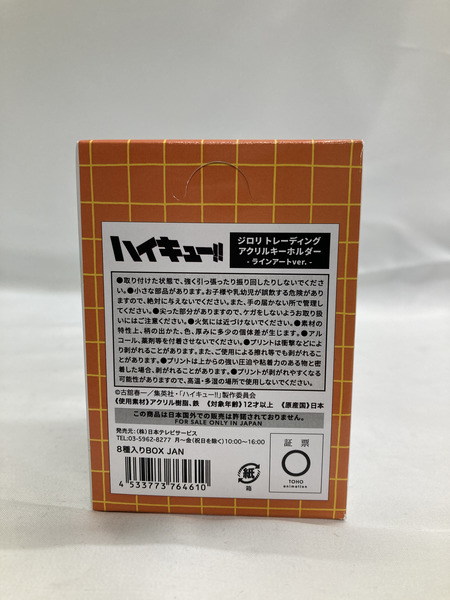 ハイキュー!!
ジロリ トレーディング
アクリルキーホルダー
- ラインアートver. -
●取り付けた状態で、強く引っ張ったり振り回したりしないでくださ
い。●小さな部品があります。お子様や乳幼児が誤飲する危険があり
ますので、絶対に与えないでください。また、手の届かない所で管理し
てください。●尖った部分がありますので、ケガをしないようお取り扱
いにはご注意ください。●火気には近づけないでください。●素材の
特性上、柄の出かた、色、厚みに多少の個体差が生じます。●アル
コール、薬剤等を付着させないでください。●プリントは衝撃などによ
り剥がれることがあります。また、ご使用による擦れ等でも剥がれるこ
とがあります。●プリントは上からの強い圧迫や粘着力のある物と密
着した場合、剥がれることがあります。●プリントが剥がれやすくなる
可能性がありますので、高温・多湿の場所で使用しないでください。
©古舘春一／集英社・「ハイキュー!!」製作委員会
《使用素材》アクリル樹脂、鉄 《対象年齢》12才以上 《原産国》日本
この商品は日本国外での販売は許諾されておりません。
FOR SALE ONLY IN JAPAN
発売元：(株)日本テレビサービス
TEL:03-5962-8277 月〜金(祝日を除く)10:00〜16:00
8種入りBOX JAN
4 533773 764610
紙
箱
証票
TOHO
animation